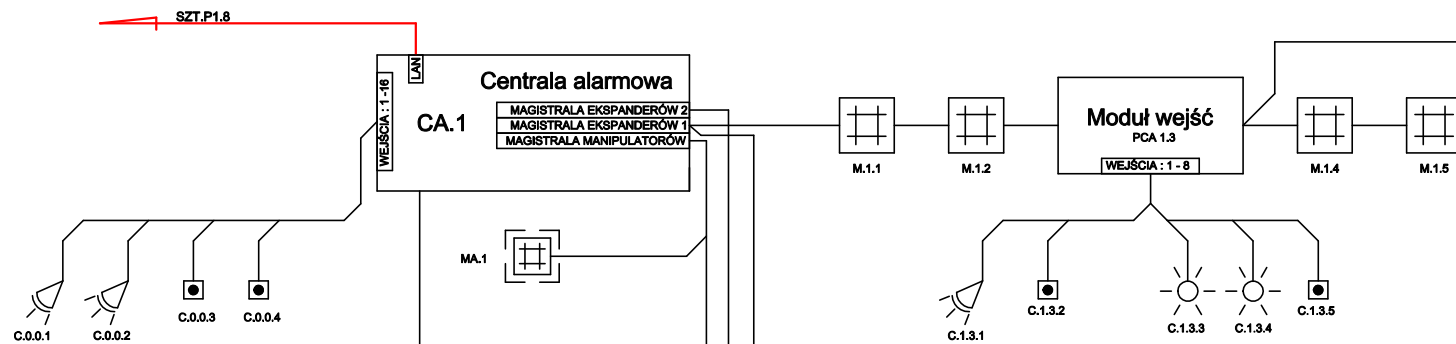 SZT.P1.8
LAN
WEJŚCIA : 1 -16
Centrala alarmowa
CA.1
MAGISTRALA EKSPANDERÓW 2
MAGISTRALA EKSPANDERÓW 1
MAGISTRALA MANIPULATORÓW
Moduł wejść
PCA 1.3
WEJŚCIA : 1 - 8
M.1.1
M.1.2
M.1.4
M.1.5
MA.1
C.0.0.1
C.0.0.2
C.0.0.3
C.0.0.4
C.1.3.1
C.1.3.2
C.1.3.3
C.1.3.4
C.1.3.5